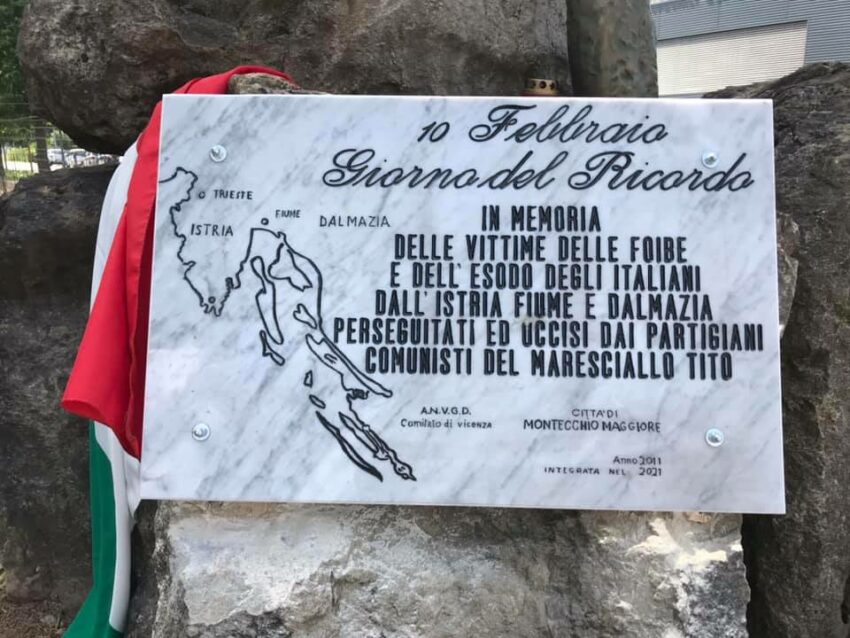 10 Febbraio
Giorno del Ricordo
TRIESTE
ISTRIA
FIUME
DALMAZIA
IN MEMORIA
DELLE VITTIME DELLE FOIBE
E DELL'ESODO DEGLI ITALIANI
DALL'ISTRIA FIUME E DALMAZIA
PERSEGUITATI ED UCCISI DAI PARTIGIANI
COMUNISTI DEL MARESCIALLO TITO
A.N.V.G.D.
Comitato di vicenza
CITTÀ DI
MONTECCHIO MAGGIORE
Anno 2011
INTEGRATA NEL 2021